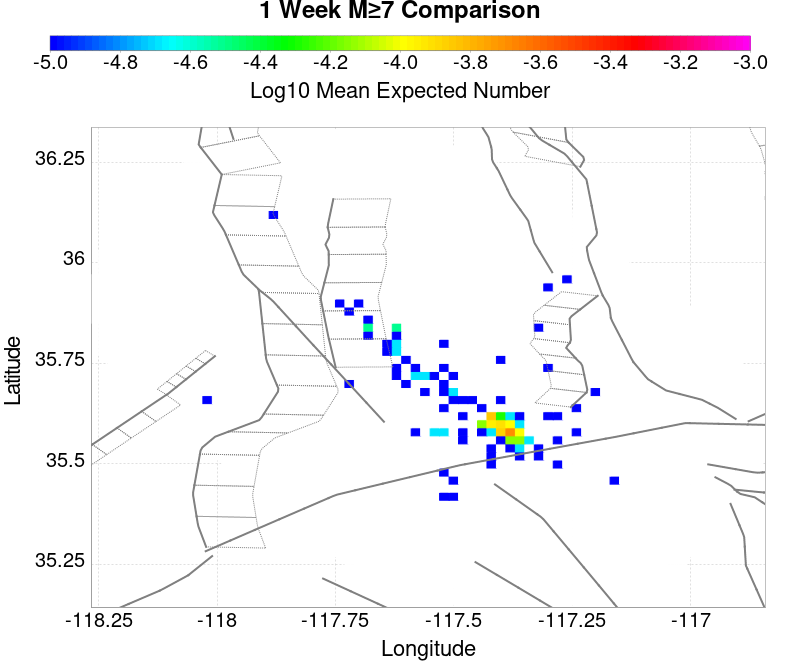 1 Week M≥7 Comparison
-5.0 -4.8 -4.6 -4.4 -4.2 -4.0 -3.8 -3.6 -3.4 -3.2 -3.0
Log10 Mean Expected Number
36.25
36
35.75
35.5
35.25
Latitude
-118.25 -118 -117.75 -117.5 -117.25 -117
Longitude